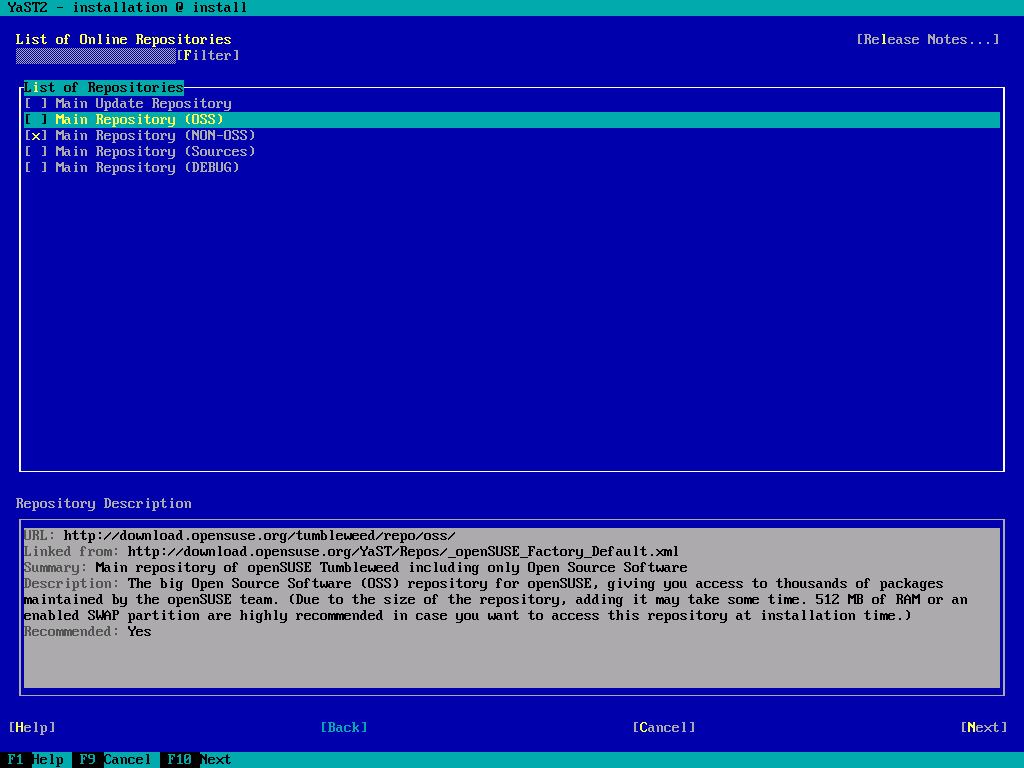 YaST2 - installation @ install
List of Online Repositories [Release Notes...]
[Filter]
List of Repositories
[ ] Main Update Repository
[ ] Main Repository (OSS)
[x] Main Repository (NON-OSS)
[ ] Main Repository (Sources)
[ ] Main Repository (DEBUG)
Repository Description
URL: http://download.opensuse.org/tumbleweed/repo/oss/
Linked from: http://download.opensuse.org/YaST/Repos/_openSUSE_Factory_Default.xml
Summary: Main repository of openSUSE Tumbleweed including only Open Source Software
Description: The big Open Source Software (OSS) repository for openSUSE, giving you access to thousands of packages
maintained by the openSUSE team. (Due to the size of the repository, adding it may take some time. 512 MB of RAM or an
enabled SWAP partition are highly recommended in case you want to access this repository at installation time.)
Recommended: Yes
[Help] [Back] [Cancel] [Next]
F1 Help F9 Cancel F10 Next